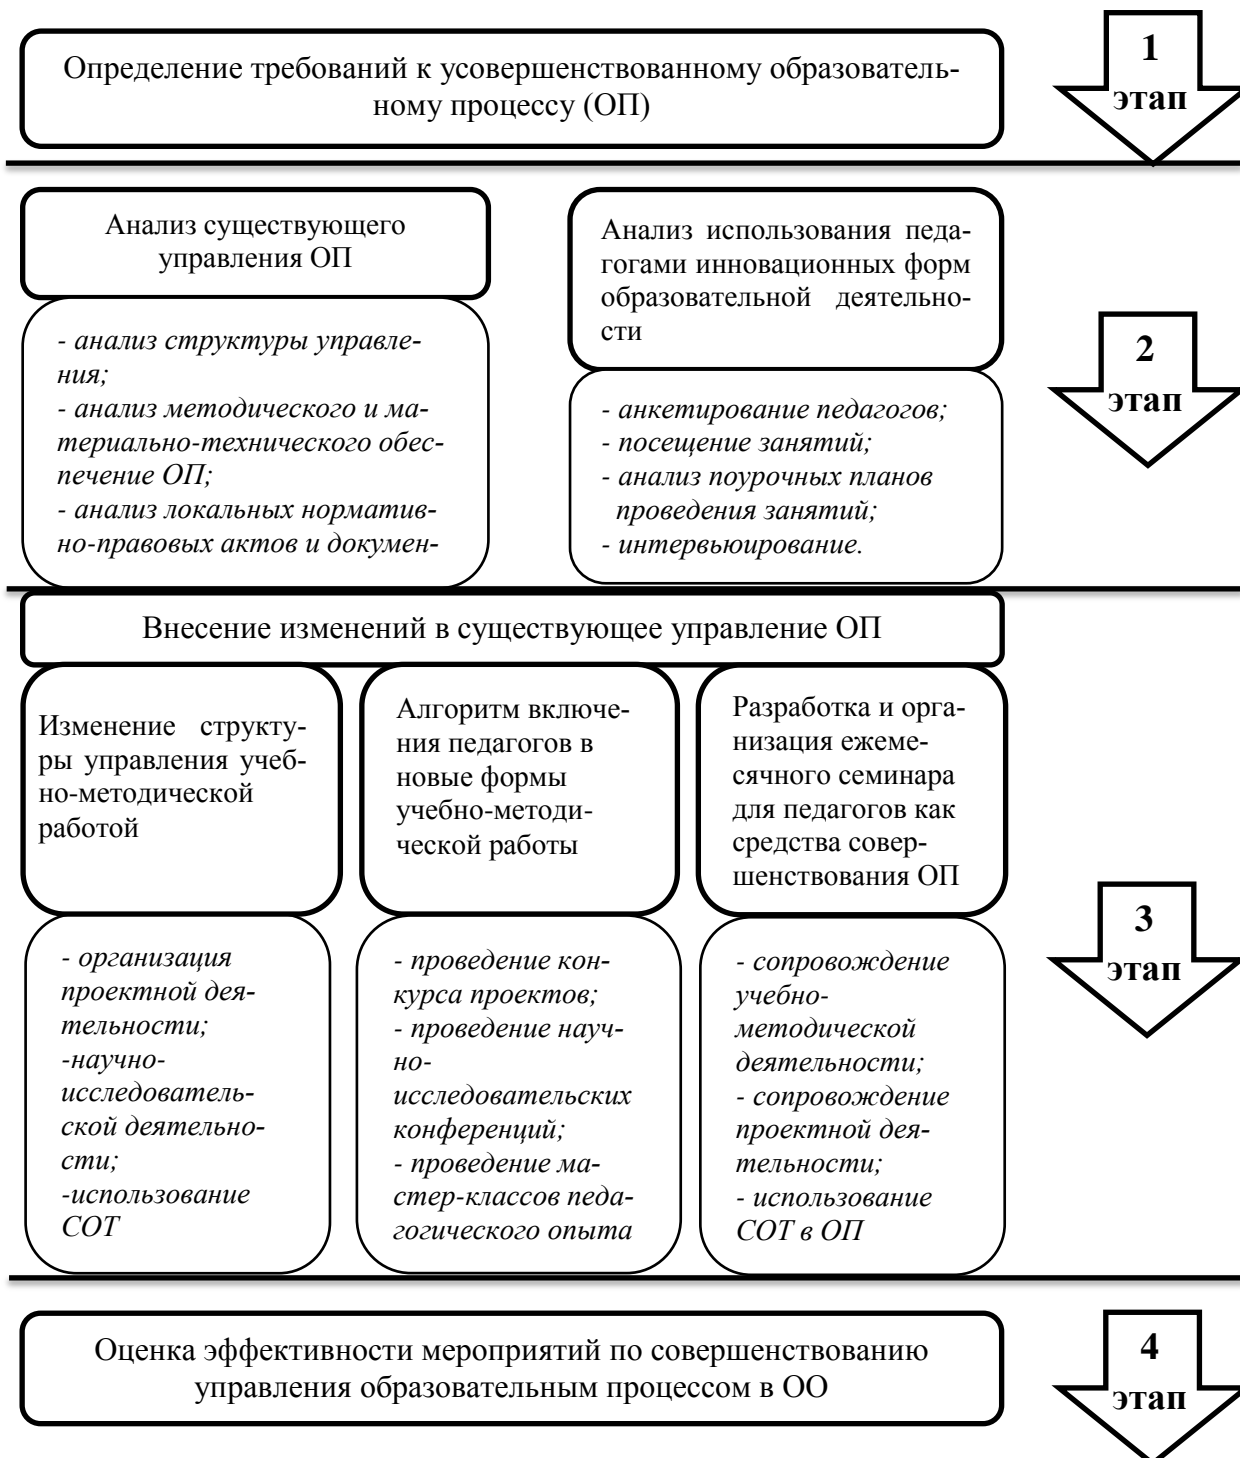 Определение требований к усовершенствованному образователь-
ному процессу (ОП)
1
этап
Анализ существующего
управления ОП
- анализ структуры управле-
ния;
- анализ методического и ма-
териально-технического обес-
печение ОП;
- анализ локальных норматив-
но-правовых актов и докумен-
Анализ использования педа-
гогами инновационных форм
образовательной деятельно-
сти
- анкетирование педагогов;
- посещение занятий;
- анализ поурочных планов
проведения занятий;
- интервьюирование.
2
этап
Внесение изменений в существующее управление ОП
Изменение структу-
ры управления учеб-
но-методической
работой
- организация
проектной дея-
тельности;
-научно-
исследователь-
ской деятельно-
сти;
-использование
СОТ
Алгоритм включе-
ния педагогов в
новые формы
учебно-методи-
ческой работы
- проведение кон-
курса проектов;
- проведение науч-
но-
исследовательских
конференций;
- проведение ма-
стер-классов педа-
гогического опыта
Разработка и орга-
низация ежеме-
сячного семинара
для педагогов как
средства совер-
шенствования ОП
- сопровождение
учебно-
методической
деятельности;
- сопровождение
проектной дея-
тельности;
- использование
СОТ в ОП
3
этап
Оценка эффективности мероприятий по совершенствованию
управления образовательным процессом в ОО
4
этап